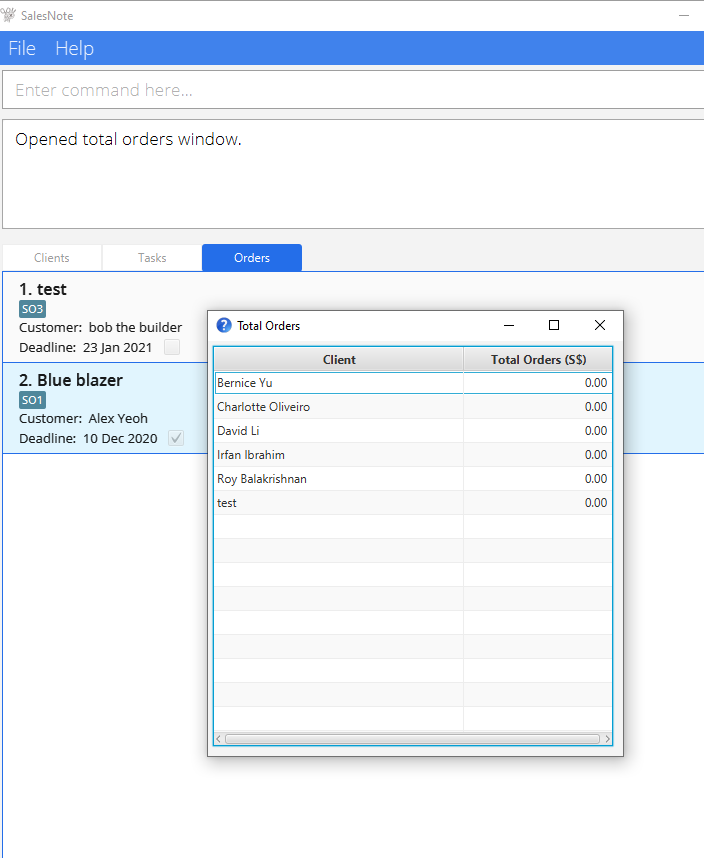 SalesNote
File Help
Enter command here...
Opened total orders window.
Clients Tasks Orders
1. test
SO3
Customer: bob the builder
Deadline: 23 Jan 2021
2. Blue blazer
SO1
Customer: Alex Yeoh
Deadline: 10 Dec 2020
? Total Orders
Client Total Orders (S$)
Bernice Yu 0.00
Charlotte Oliveiro 0.00
David Li 0.00
Irfan Ibrahim 0.00
Roy Balakrishnan 0.00
test 0.00